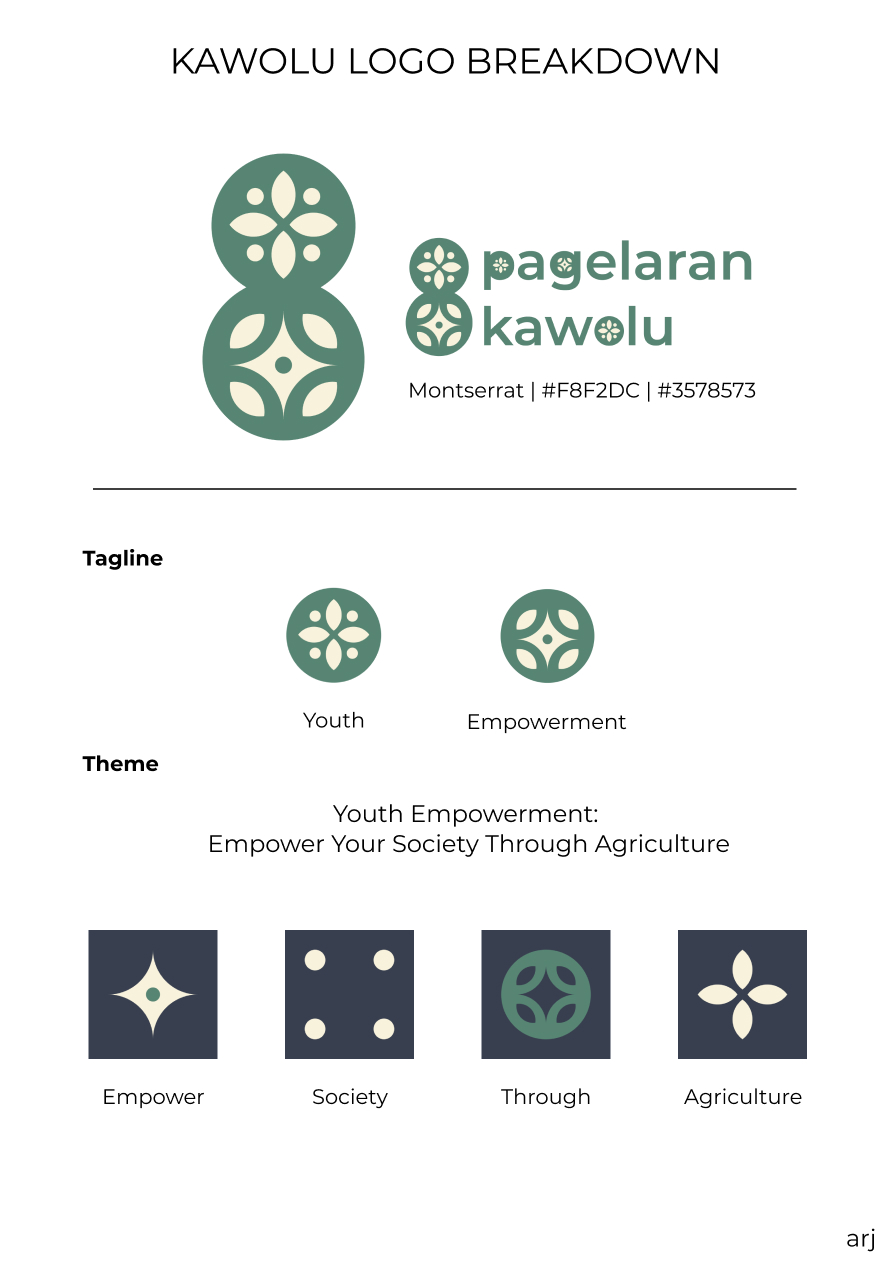 KAWOLU LOGO BREAKDOWN
pagelaran
kawolu
Montserrat | #F8F2DC | #3578573
Tagline
Youth
Empowerment
Theme
Youth Empowerment:
Empower Your Society Through Agriculture
Empower
Society
Through
Agriculture
arj